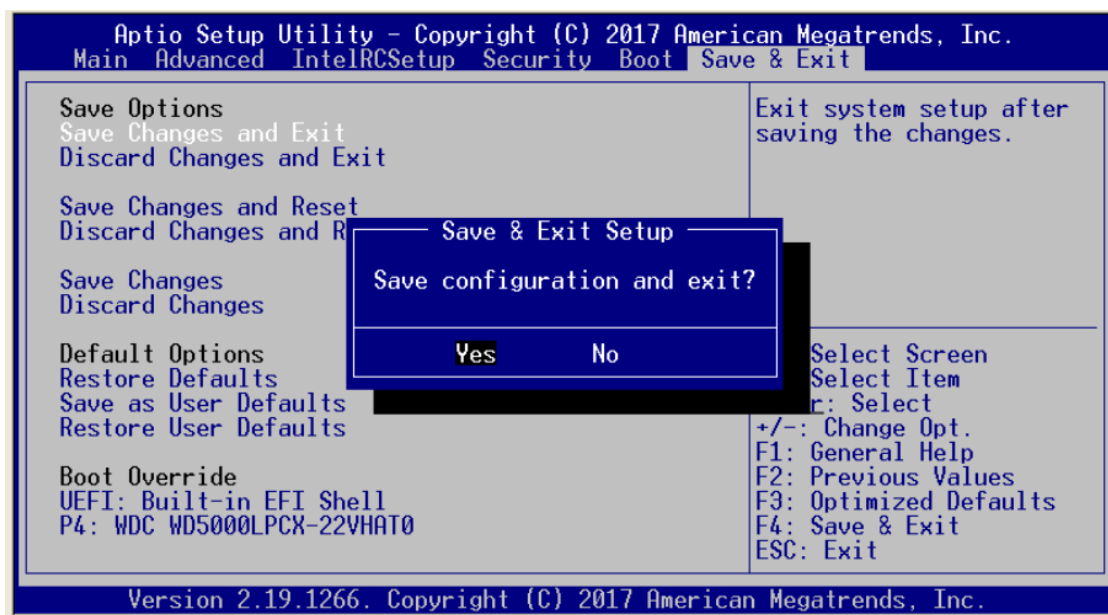 Aptio Setup Utility - Copyright (C) 2017 American Megatrends, Inc.
Main Advanced IntelRCSetup Security Boot Save & Exit
Save Options
Save Changes and Exit
Discard Changes and Exit
Save Changes and Reset
Discard Changes and R
Save Changes
Discard Changes
Default Options
Restore Defaults
Save as User Defaults
Restore User Defaults
Boot Override
UEFI: Built-in EFI Shell
P4: WDC WD5000LPCX-22VHAT0
Save & Exit Setup
Save configuration and exit?
Yes No
Exit system setup after
saving the changes.
Select Screen
Select Item
r: Select
+/-: Change Opt.
F1: General Help
F2: Previous Values
F3: Optimized Defaults
F4: Save & Exit
ESC: Exit
Version 2.19.1266. Copyright (C) 2017 American Megatrends, Inc.